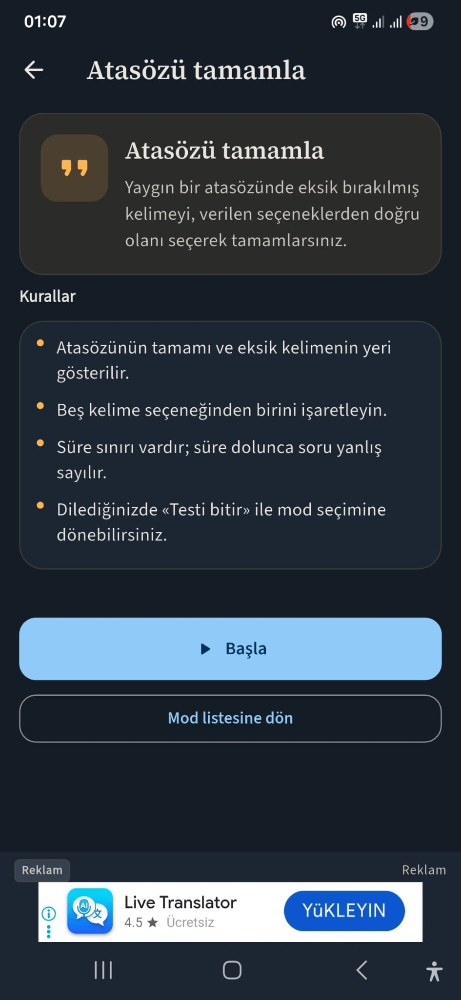 01:07
5G
9
Atasözü tamamla
Atasözü tamamla
Yaygın bir atasözünde eksik bırakılmış
kelimeyi, verilen seçeneklerden doğru
olanı seçerek tamamlarsınız.
Kurallar
Atasözünün tamamı ve eksik kelimenin yeri
gösterilir.
Beş kelime seçeneğinden birini işaretleyin.
Süre sınırı vardır; süre dolunca soru yanlış
sayılır.
Dilediğinizde «Testi bitir» ile mod seçimine
dönebilirsiniz.
Başla
Mod listesine dön
Reklam
Reklam
AI
文
Live Translator
4.5 ★ Ücretsiz
YüKLEYIN